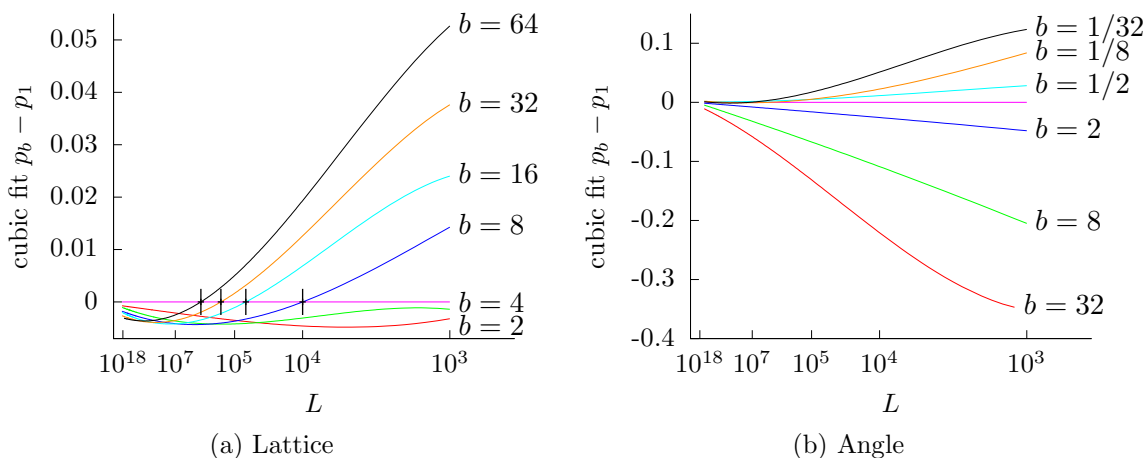 cubic fit p_b − p_1
0.05
0.04
0.03
0.02
0.01
0
b = 64
b = 32
b = 16
b = 8
b = 4
b = 2
10^18
10^7
10^5
10^4
10^3
L
(a) Lattice
cubic fit p_b − p_1
0.1
0
-0.1
-0.2
-0.3
-0.4
b = 1/32
b = 1/8
b = 1/2
b = 2
b = 8
b = 32
10^18
10^7
10^5
10^4
10^3
L
(b) Angle